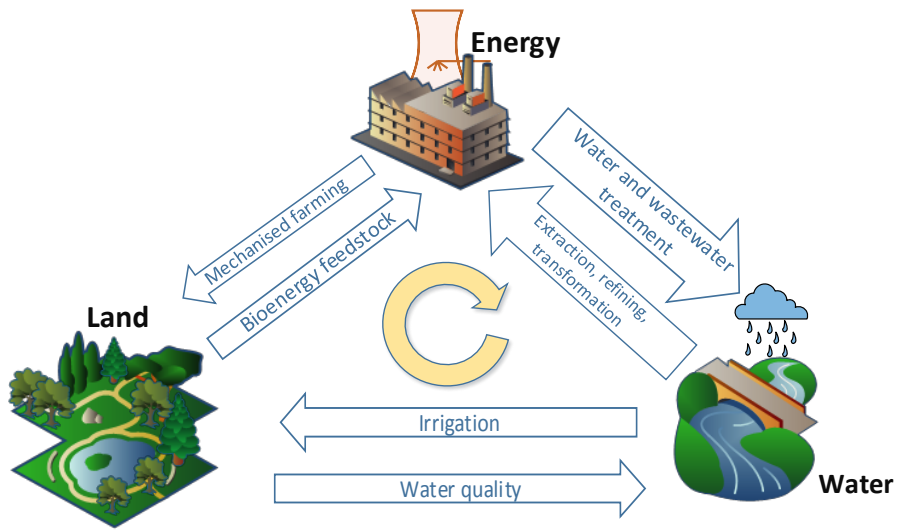 Energy
Water and wastewater
treatment
Mechanised farming
Bioenergy feedstock
Extraction, refining,
transformation
Land
Irrigation
Water quality
Water